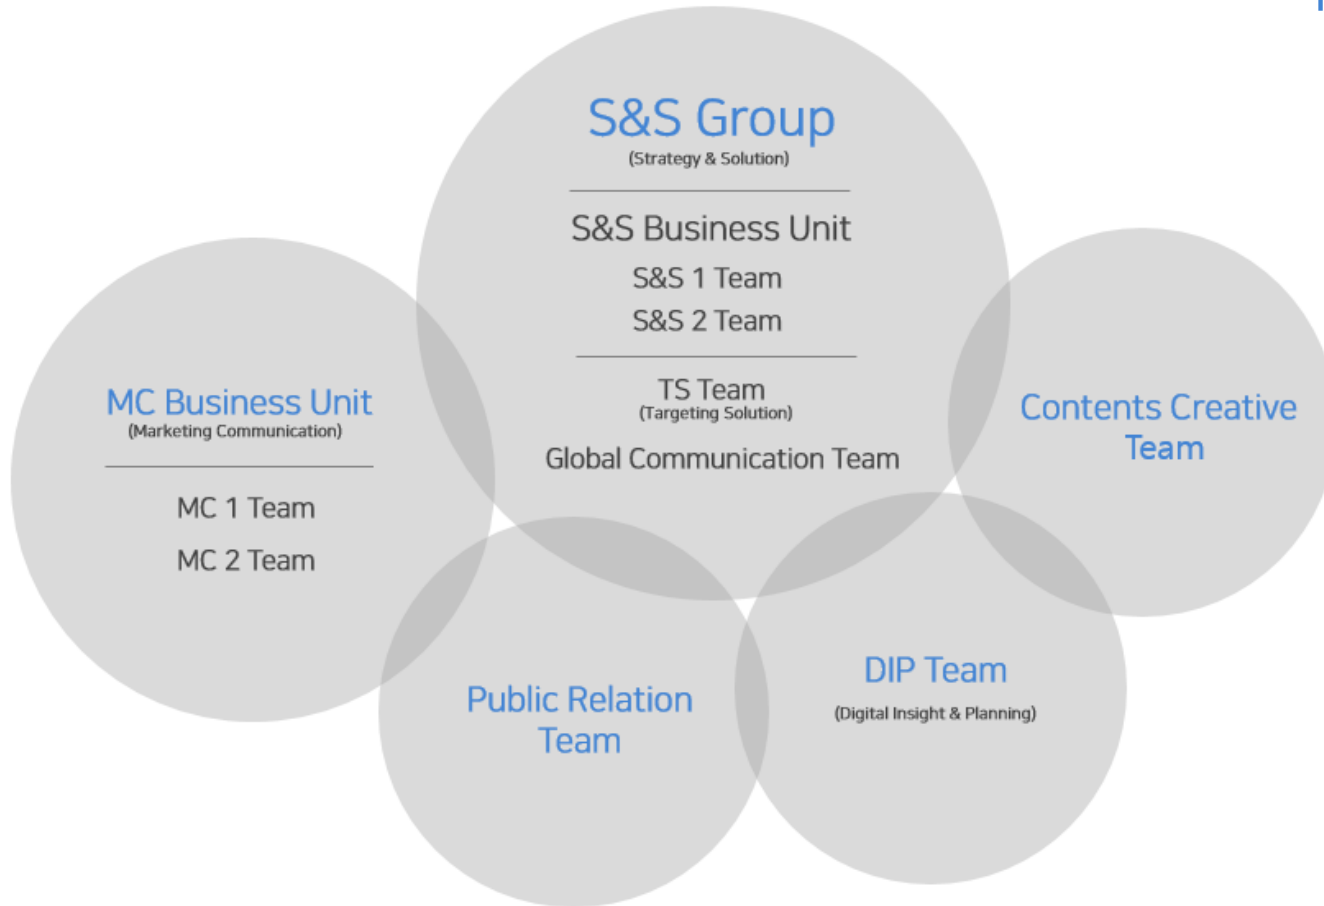 S&S Group
(Strategy & Solution)
S&S Business Unit
S&S 1 Team
S&S 2 Team
TS Team
(Targeting Solution)
Global Communication Team
MC Business Unit
(Marketing Communication)
MC 1 Team
MC 2 Team
Contents Creative
Team
Public Relation
Team
DIP Team
(Digital Insight & Planning)